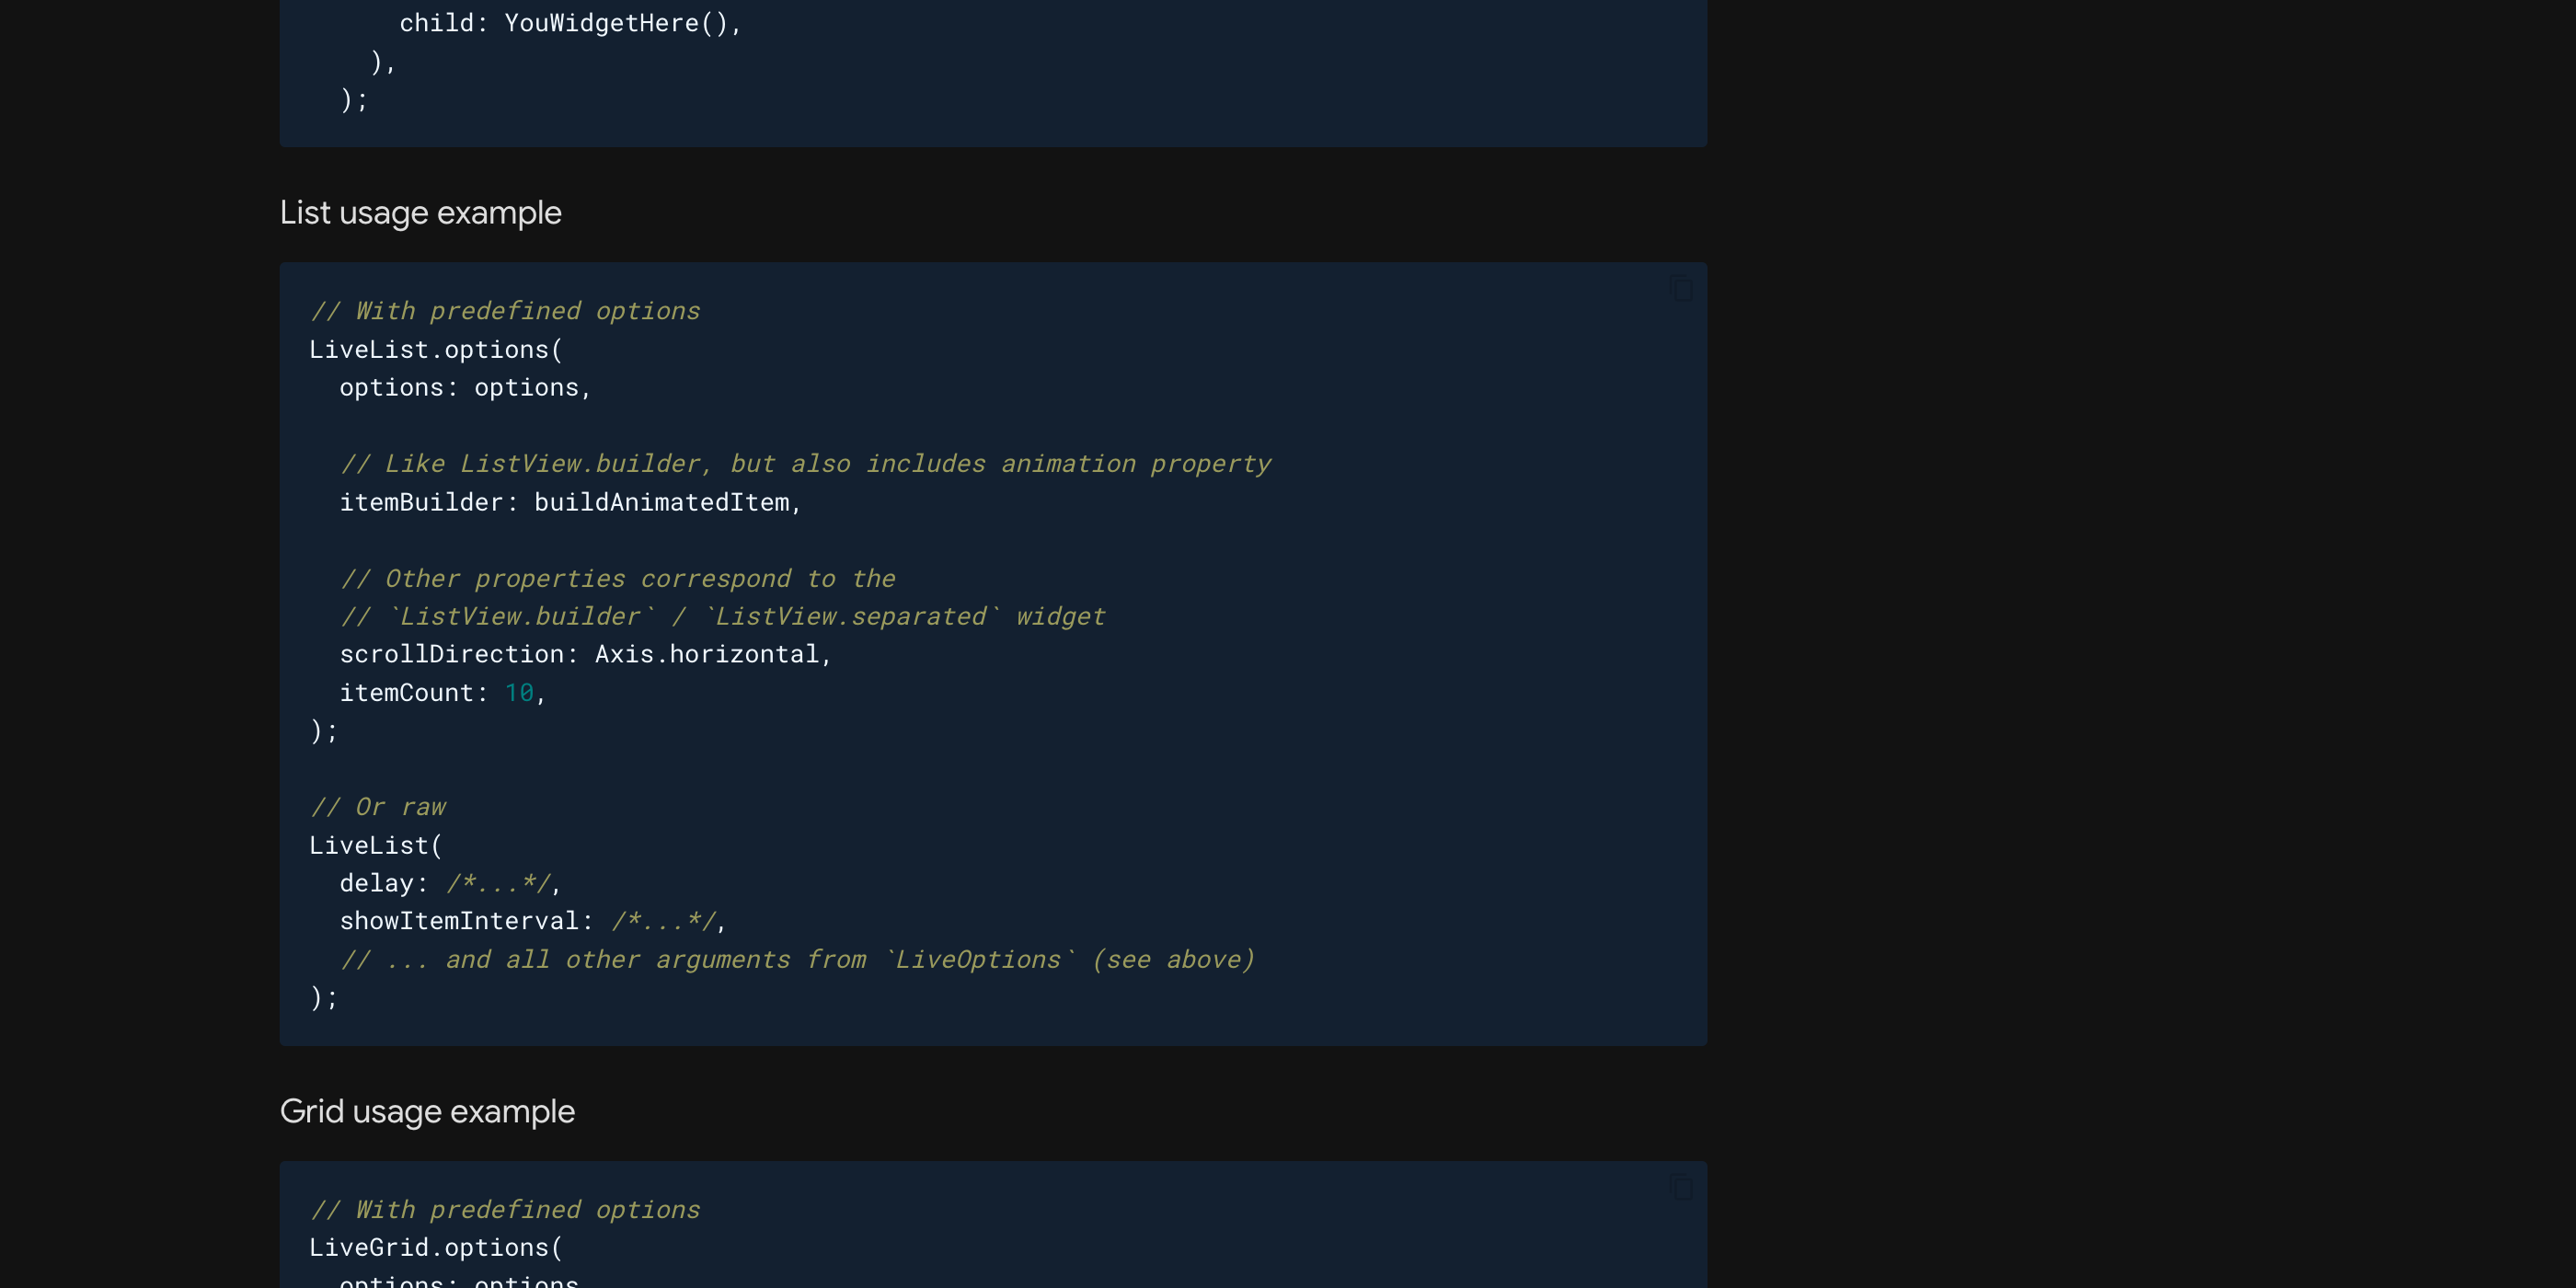 child: YouWidgetHere(),
),
);
List usage example
// With predefined options
LiveList.options(
options: options,
// Like ListView.builder, but also includes animation property
itemBuilder: buildAnimatedItem,
// Other properties correspond to the
// `ListView.builder` / `ListView.separated` widget
scrollDirection: Axis.horizontal,
itemCount: 10,
);
// Or raw
LiveList(
delay: /*...*/,
showItemInterval: /*...*/,
// ... and all other arguments from `LiveOptions` (see above)
);
Grid usage example
// With predefined options
LiveGrid.options(
options: options